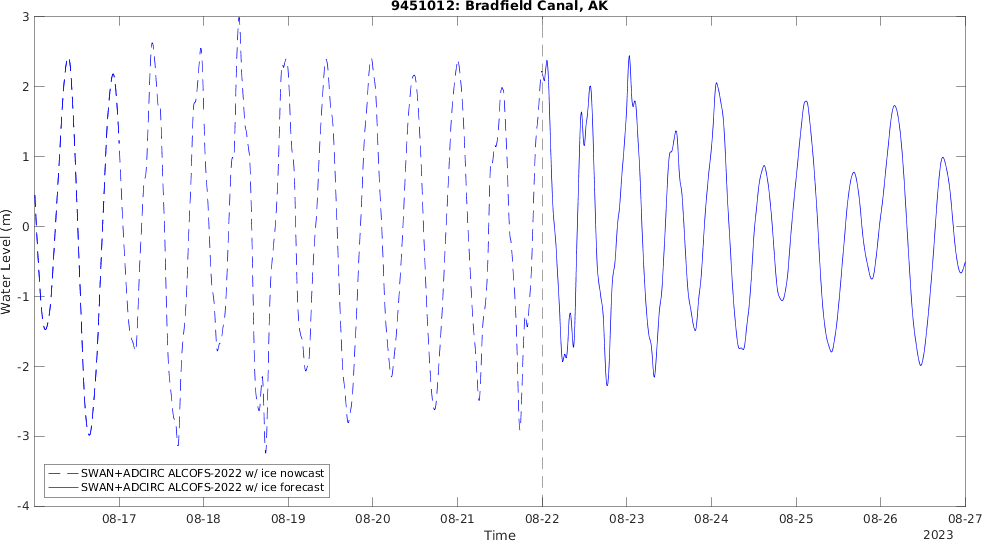 9451012: Bradfield Canal, AK
3
2
1
0
-1
-2
-3
-4
Water Level (m)
SWAN+ADCIRC ALCOFS-2022 w/ ice nowcast
SWAN+ADCIRC ALCOFS-2022 w/ ice forecast
08-17 08-18 08-19 08-20 08-21 08-22 08-23 08-24 08-25 08-26 08-27
Time
2023